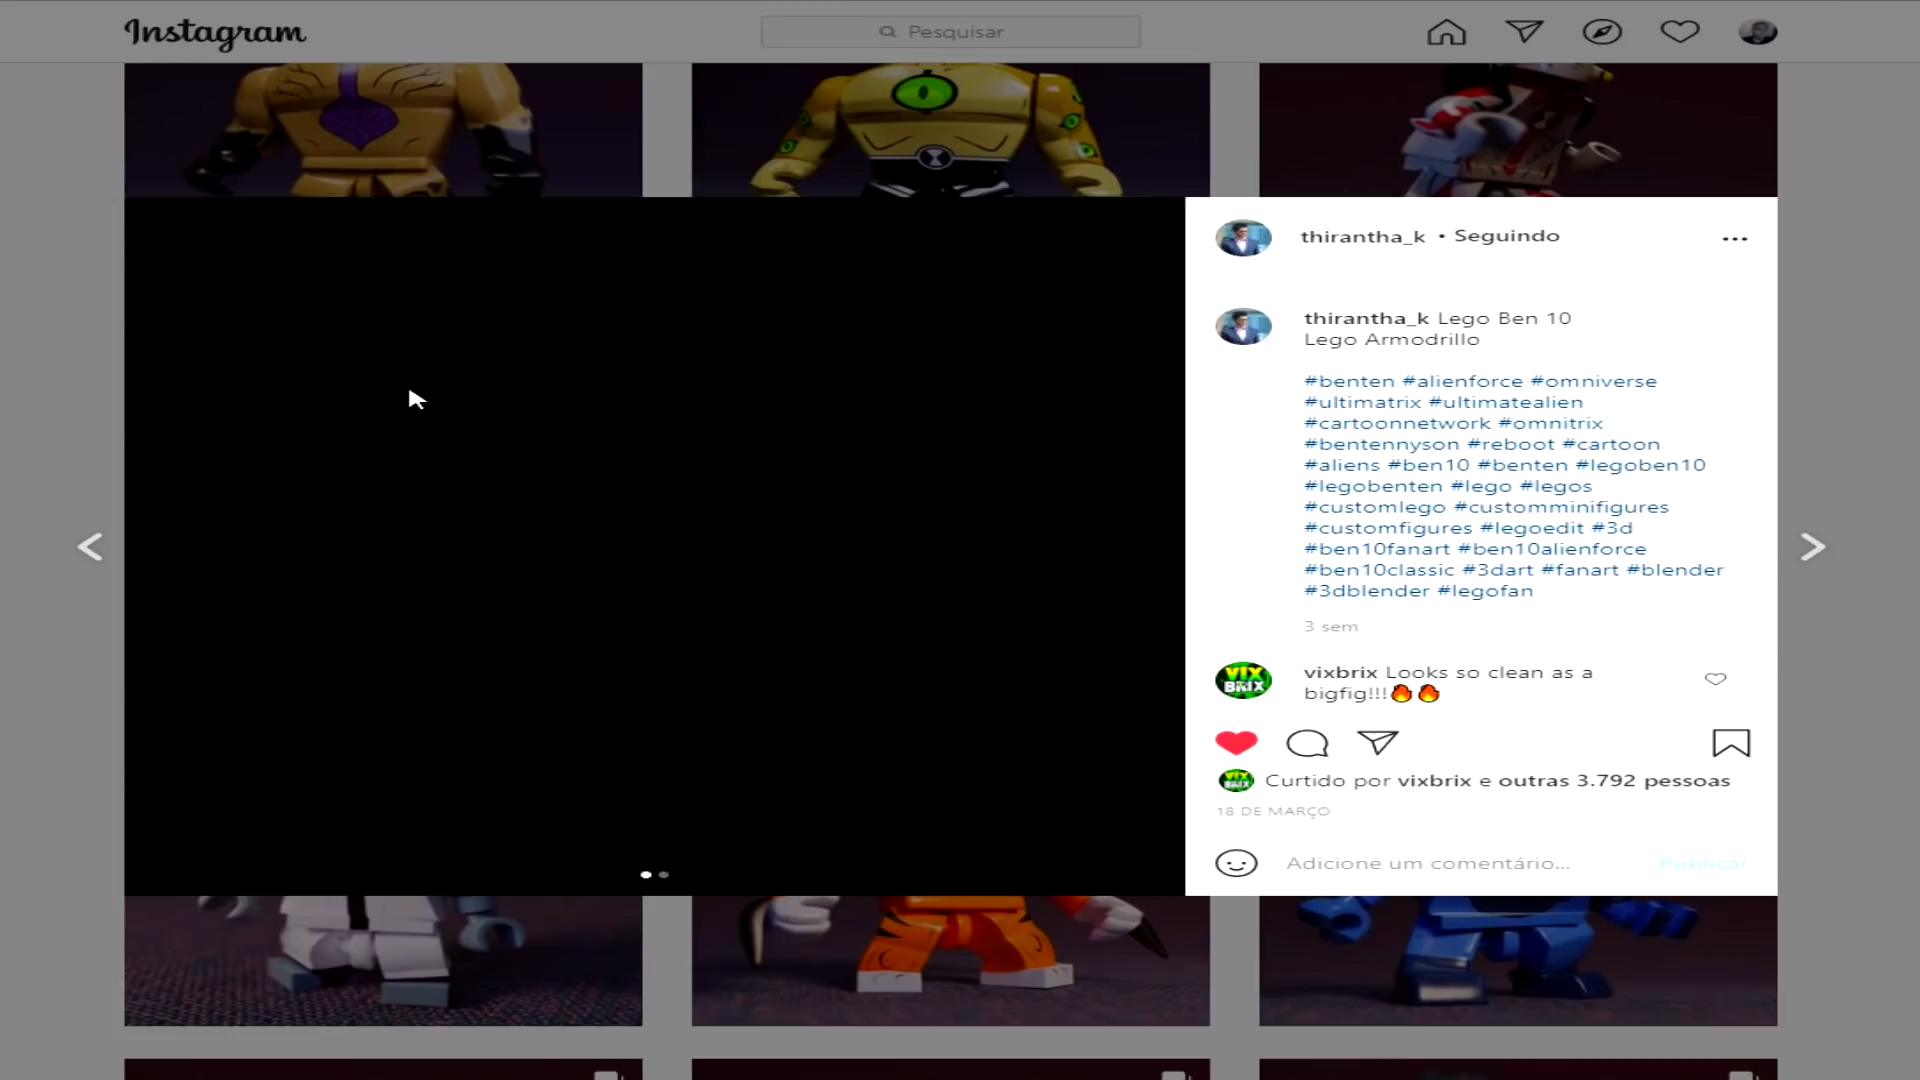 Instagram
Pesquisar
thirantha_k • Seguindo
thirantha_k Lego Ben 10
Lego Armodrillo
#benten #alienforce #omniverse
#ultimatrix #ultimatealien
#cartoonnetwork #omnitrix
#bentennyson #reboot #cartoon
#aliens #ben10 #benten #legoben10
#legobenten #lego #legos
#customlego #customminifigures
#customfigures #legoedit #3d
#ben10fanart #ben10alienforce
#ben10classic #3dart #fanart #blender
#3dblender #legofan
3 sem
VIX
BRIX
vixbrix Looks so clean as a
bigfig!!!🔥🔥
Curtido por vixbrix e outras 3.792 pessoas
18 DE MARÇO
Adicione um comentário...
Publicar